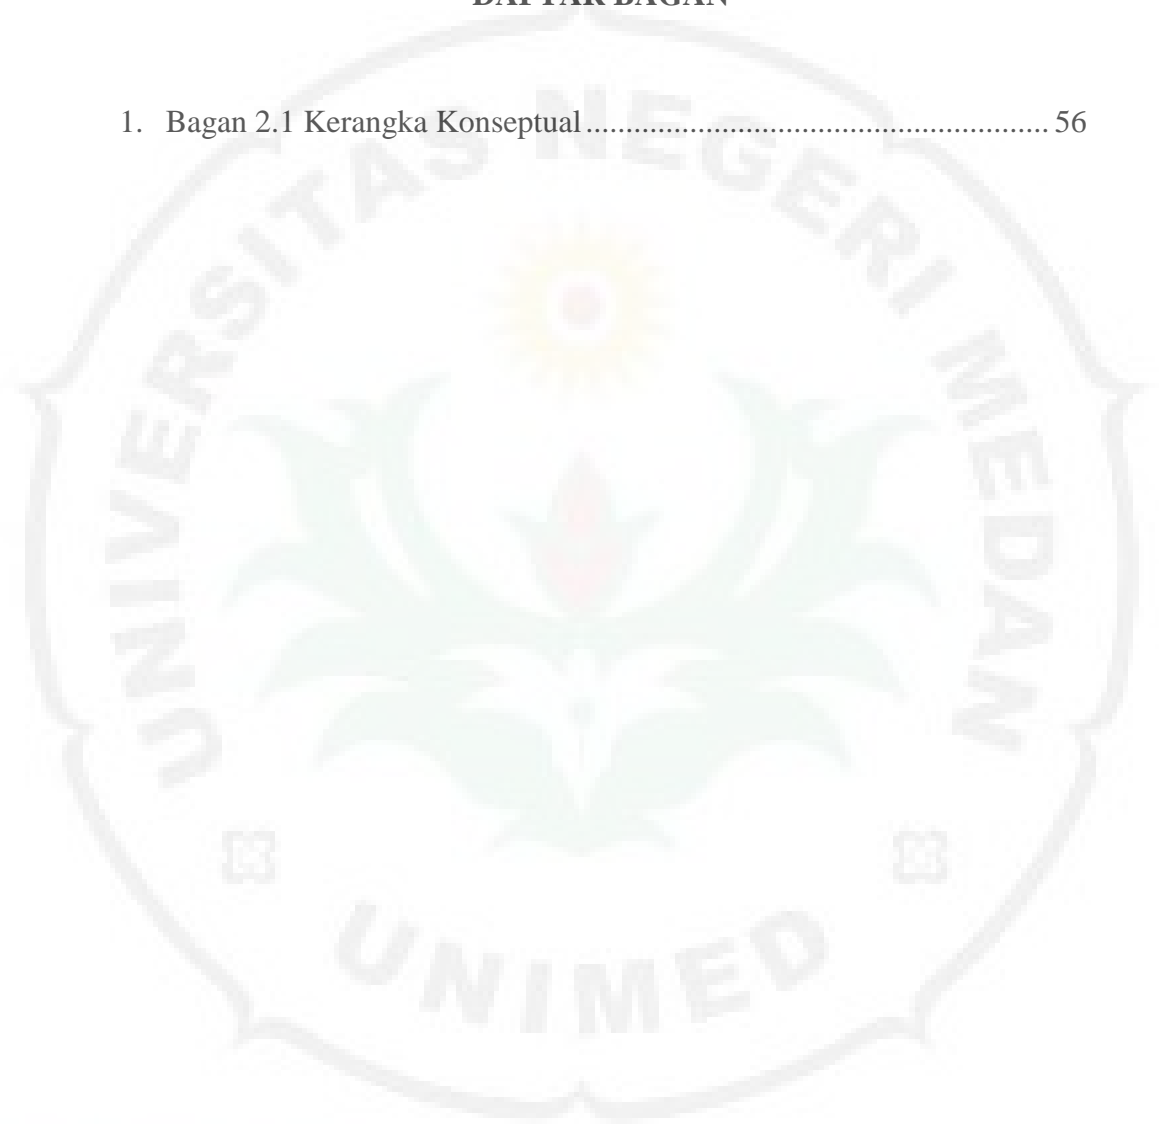 DAFTAR BAGAN
1. Bagan 2.1 Kerangka Konseptual ........................................................ 56
UNIVERSITAS NEGERI MEDAN
UNIMED